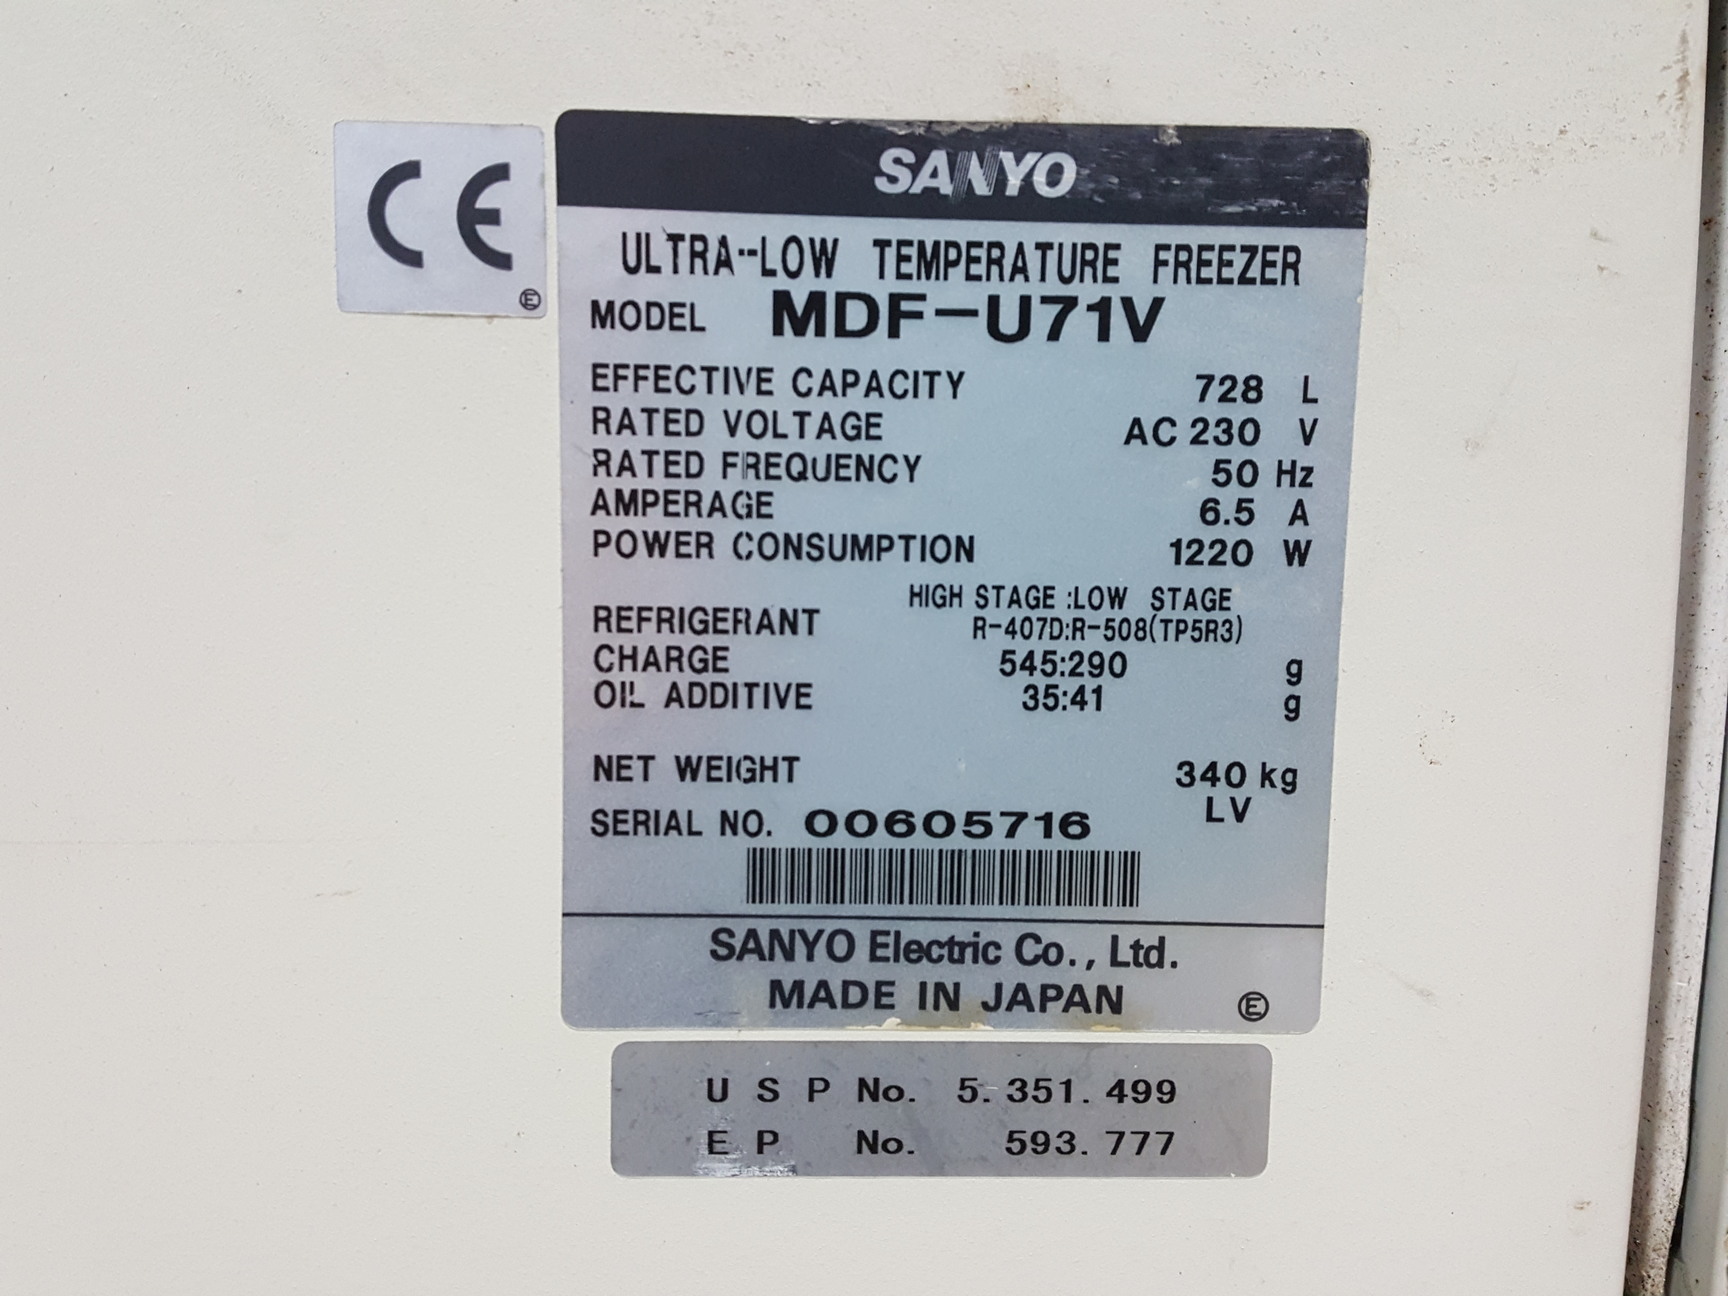 CE
E
SANYO
ULTRA-LOW TEMPERATURE FREEZER
MODEL MDF-U71V
EFFECTIVE CAPACITY 728 L
RATED VOLTAGE AC 230 V
RATED FREQUENCY 50 Hz
AMPERAGE 6.5 A
POWER CONSUMPTION 1220 W
HIGH STAGE :LOW STAGE
REFRIGERANT R-407D:R-508(TP5R3)
CHARGE 545:290 g
OIL ADDITIVE 35:41 g
NET WEIGHT 340 kg
LV
SERIAL NO. 00605716
SANYO Electric Co., Ltd.
MADE IN JAPAN E
U S P No. 5. 351. 499
E P No. 593. 777